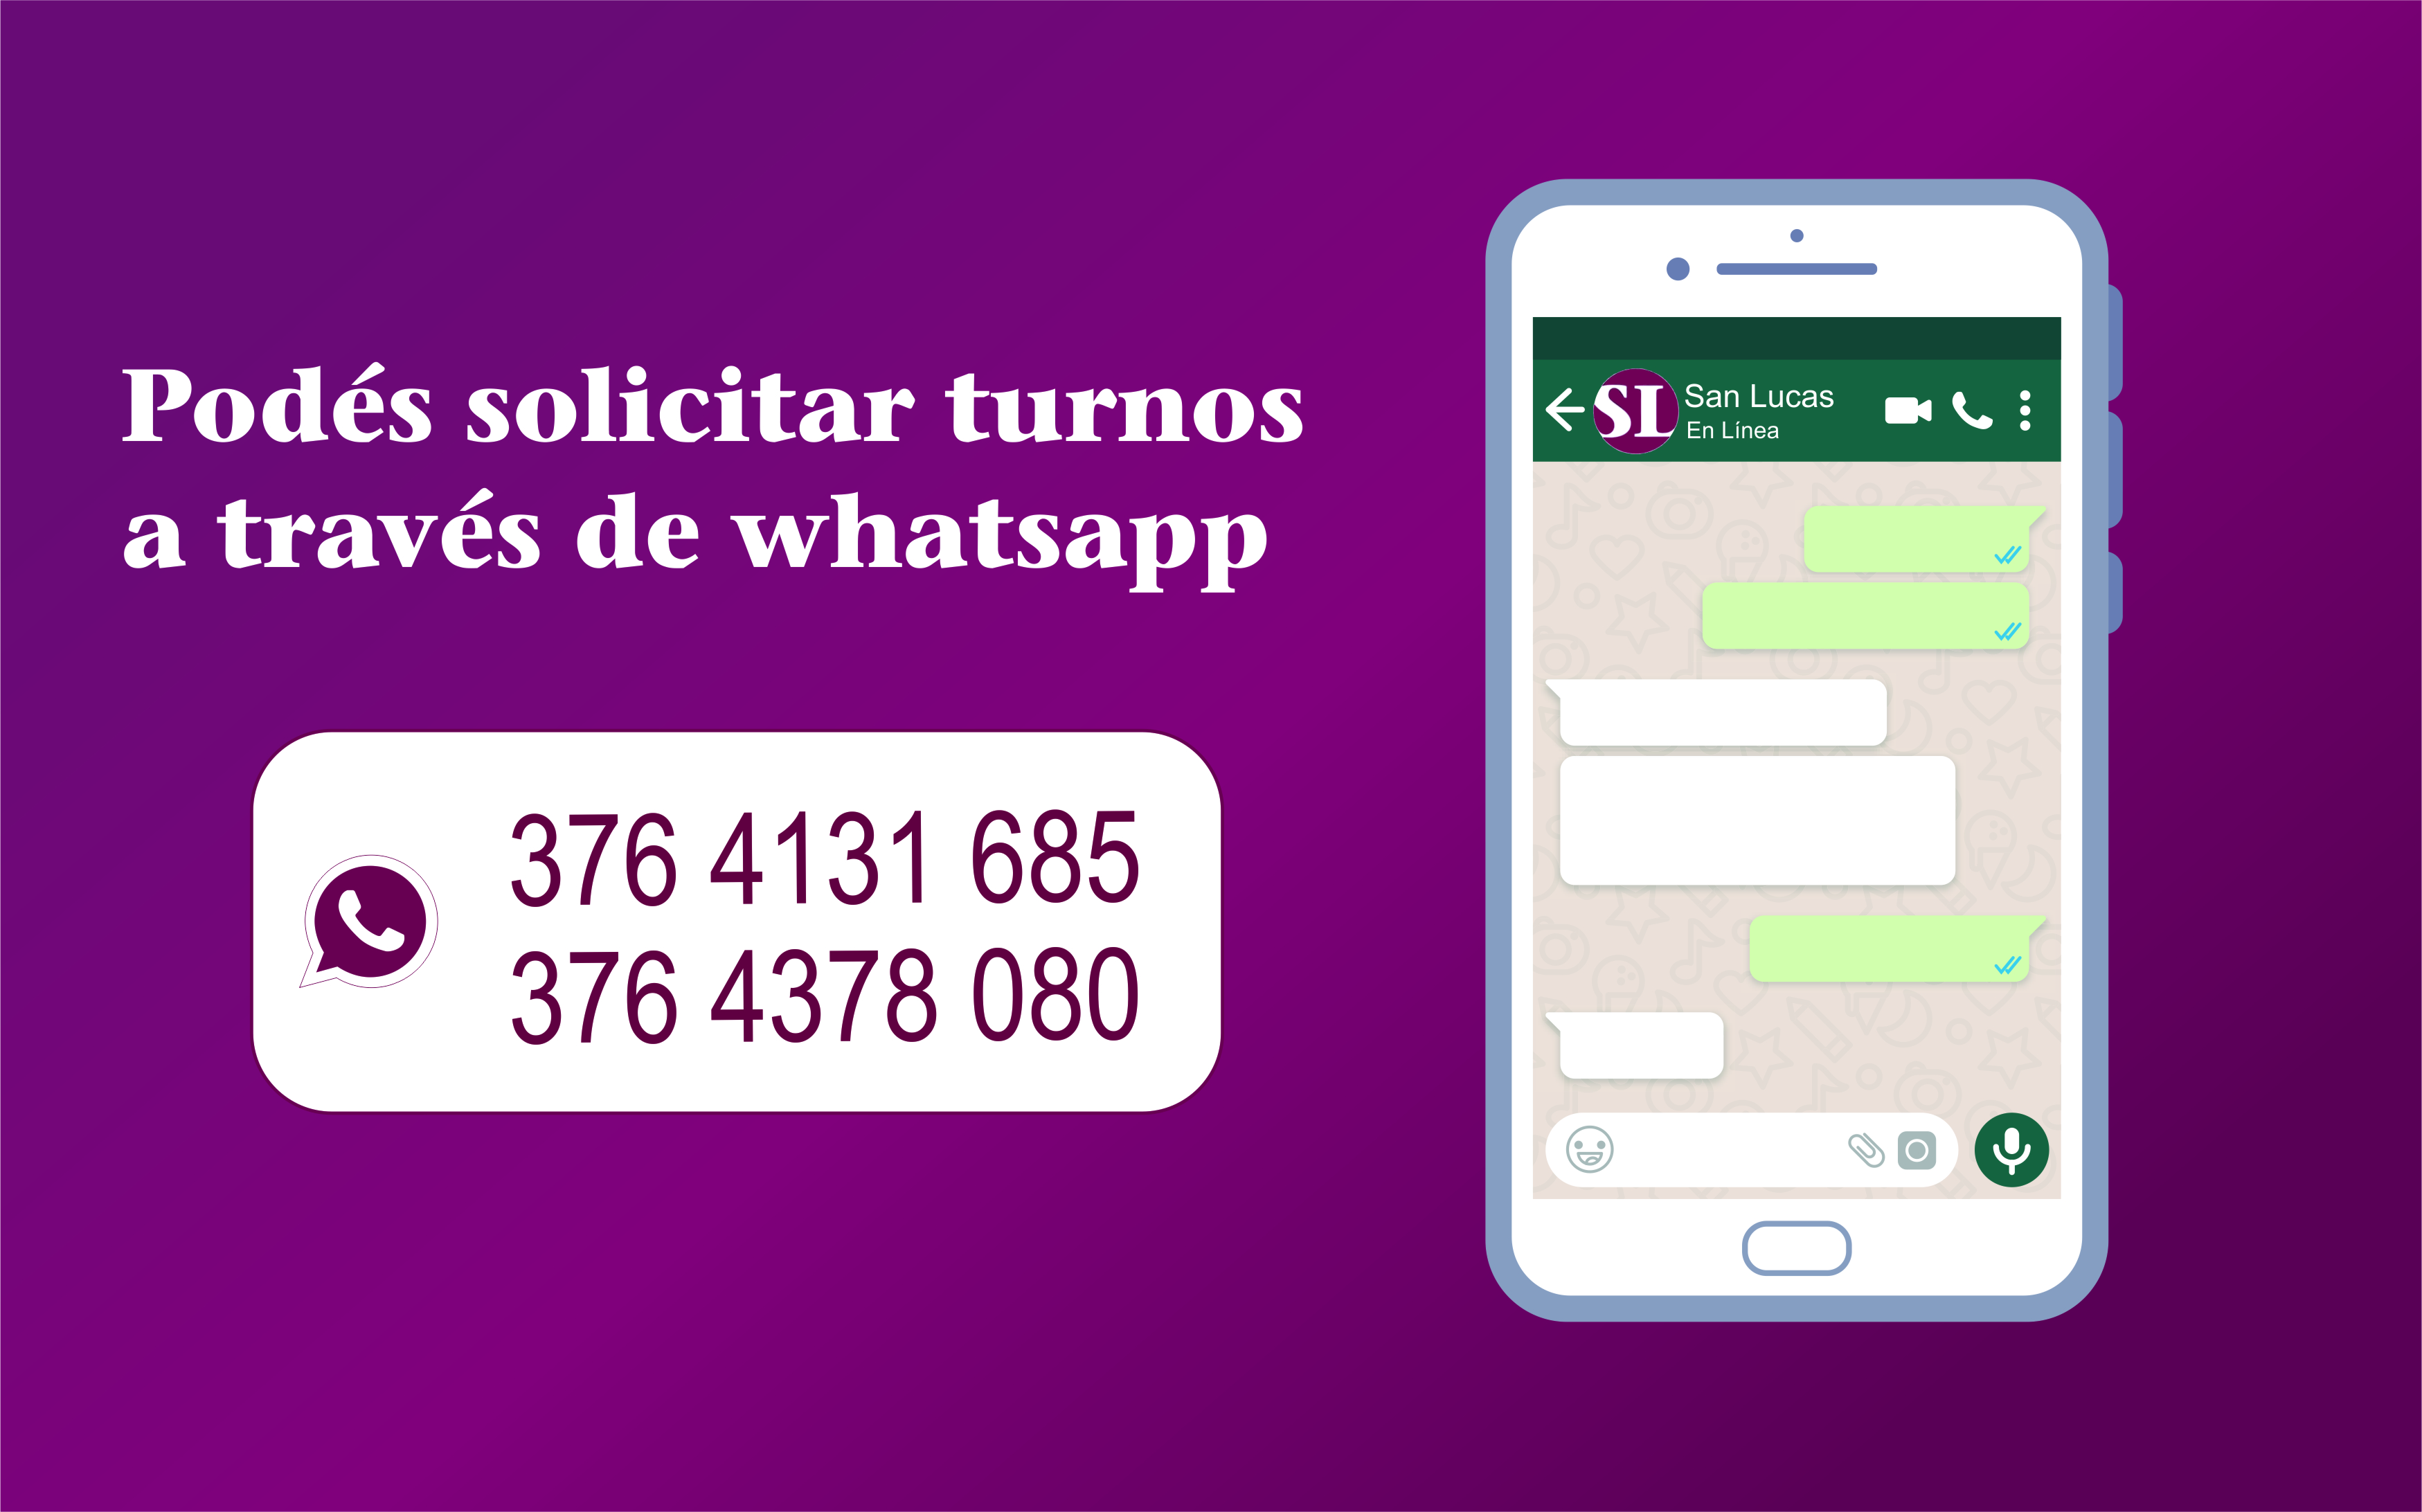 Podés solicitar turnos
a través de whatsapp
376 4131 685
376 4378 080
SL
San Lucas
En Línea